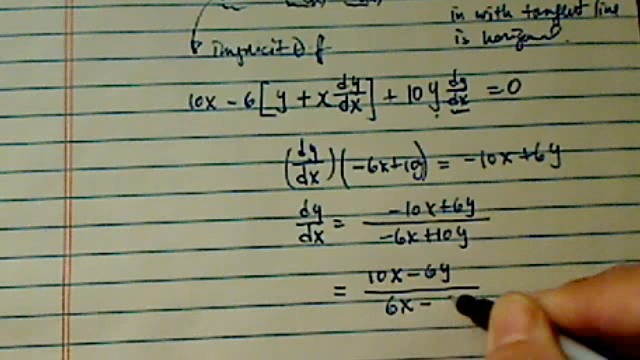 in with tangent line
is horizontal.
implicit D of
10x - 6[y + x dy/dx] + 10y dy/dx = 0
(dy/dx)(-6x+10y) = -10x+6y
dy/dx = (-10x+6y)/(-6x+10y)
= (10x-6y)/(6x-